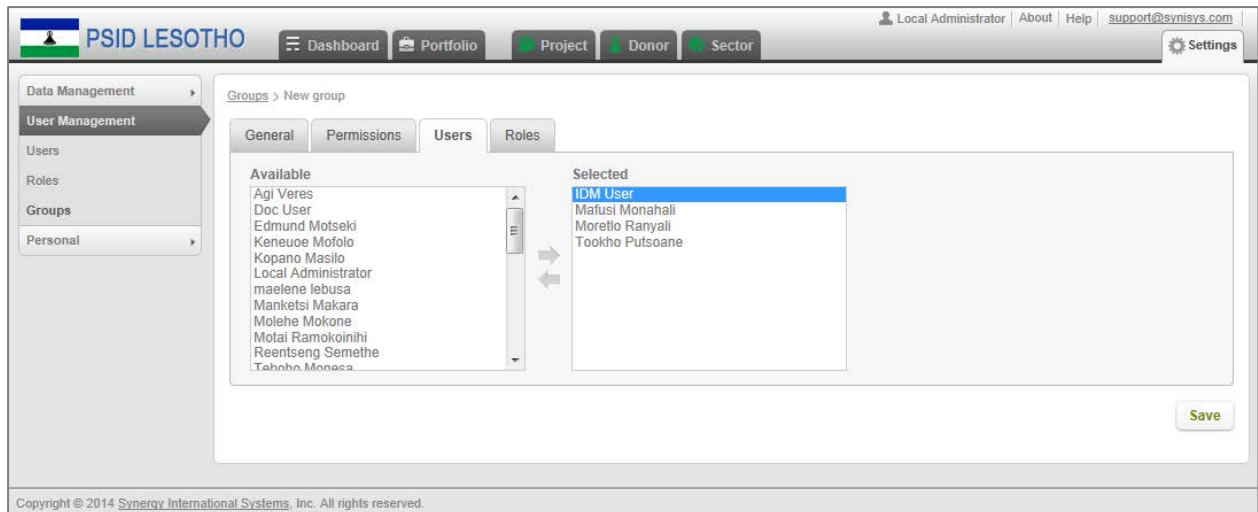 Local Administrator | About | Help | support@synisys.com
PSID LESOTHO
Dashboard Portfolio Project Donor Sector Settings
Data Management
User Management
Users
Roles
Groups
Personal
Groups > New group
General Permissions Users Roles
Available
Agi Veres
Doc User
Edmund Motseki
Keneuoe Mofolo
Kopano Masilo
Local Administrator
maelene lebusa
Manketsi Makara
Molehe Mokone
Motai Ramokoinihi
Reentseng Semethe
Teboho Monesa
Selected
IDM User
Mafusi Monahali
Moretlo Ranyali
Tookho Putsoane
Save
Copyright © 2014 Synergy International Systems, Inc. All rights reserved.